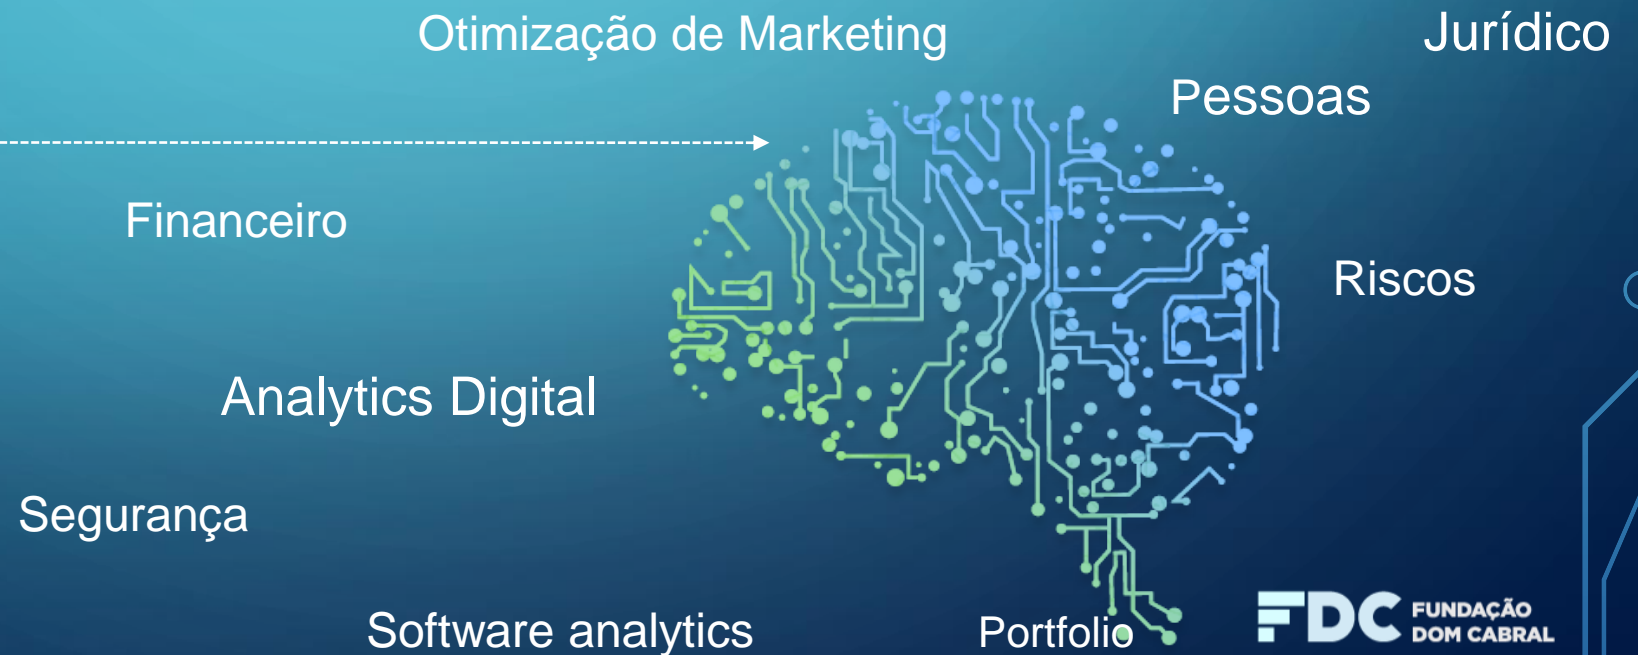 Otimização de Marketing
Jurídico
Pessoas
Financeiro
Riscos
Analytics Digital
Segurança
Software analytics
Portfolio
FDC FUNDAÇÃO
DOM CABRAL